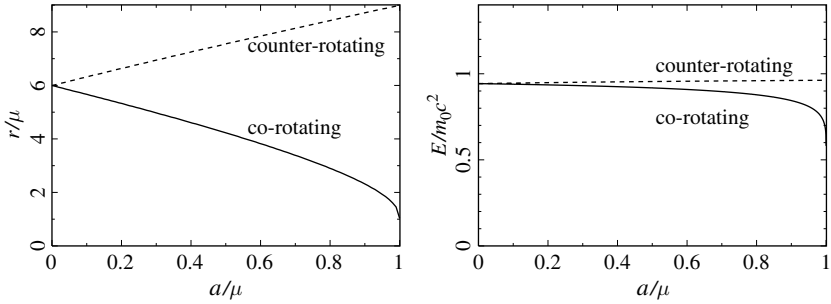 8
6
4
2
0
r/μ
counter-rotating
co-rotating
0 0.2 0.4 0.6 0.8 1
a/μ
1
0.5
0
E/m₀c²
counter-rotating
co-rotating
0 0.2 0.4 0.6 0.8 1
a/μ